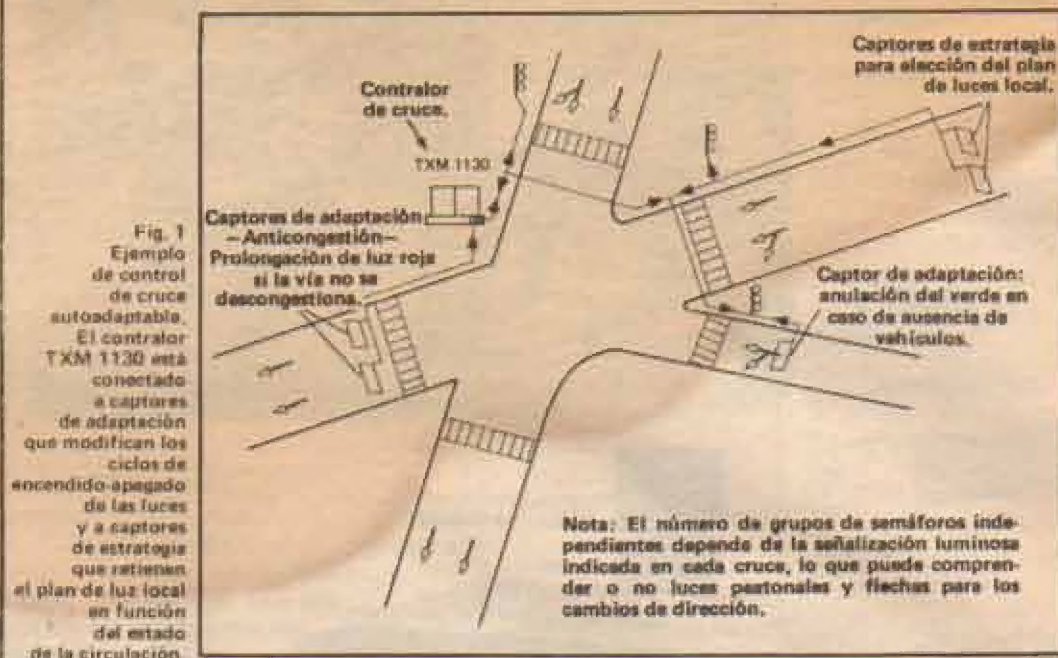 Fig. 1
Ejemplo
de control
de cruce
autoadaptable.
El contralor
TXM 1130 está
conectado
a captores
de adaptación
que modifican los
ciclos de
encendido-apagado
de las luces
y a captores
de estrategia
que retienen
el plan de luz local
en función
del estado
de la circulación.
Contralor
de cruce.
TXM 1130
Captores de adaptación
—Anticongestión—
Prolongación de luz roja
si la vía no se
descongestiona.
Captores de estrategia
para elección del plan
de luces local.
Captor de adaptación:
anulación del verde en
caso de ausencia de
vehículos.
Nota: El número de grupos de semáforos inde-
pendientes depende de la señalización luminosa
indicada en cada cruce, lo que puede compren-
der o no luces peatonales y flechas para los
cambios de dirección.